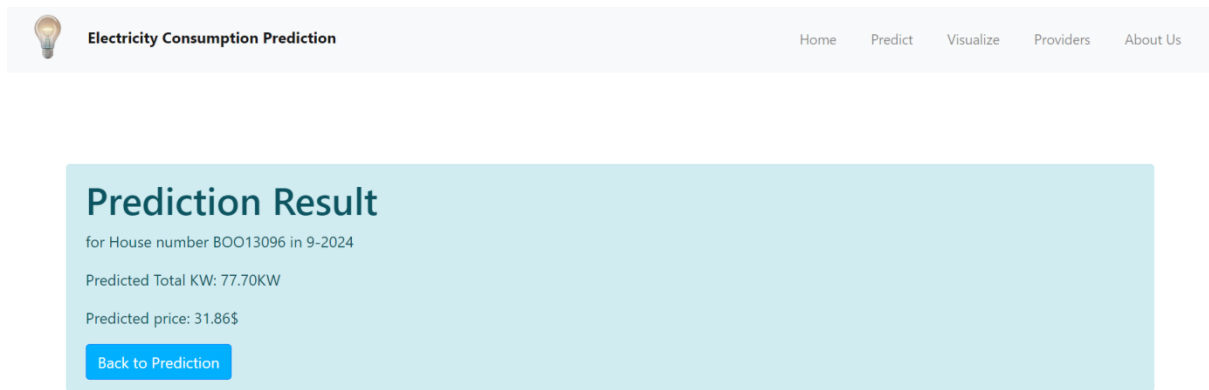 Electricity Consumption Prediction
Home Predict Visualize Providers About Us
Prediction Result
for House number BOO13096 in 9-2024
Predicted Total KW: 77.70KW
Predicted price: 31.86$
Back to Prediction